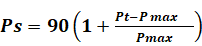 Ps = 90(1 + (Pt−P max)/(Pmax))